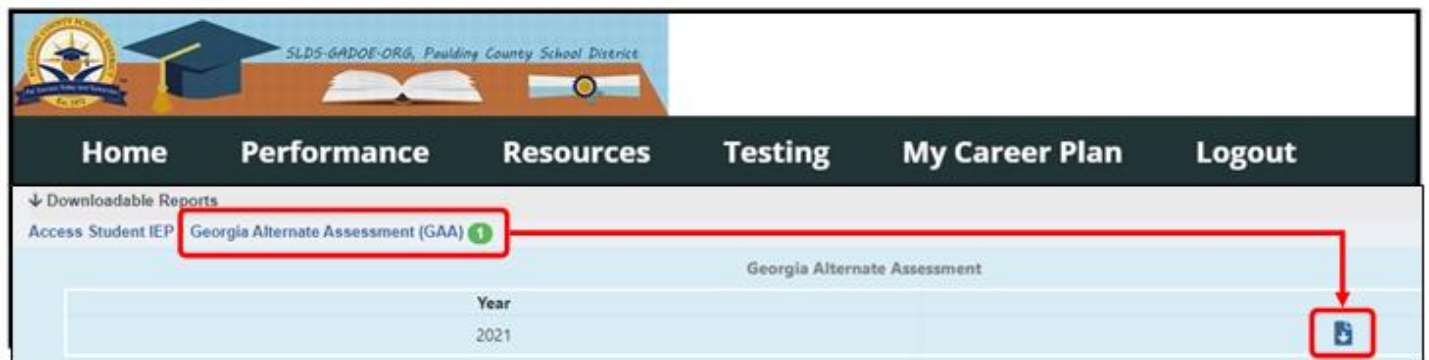 SLDS-GADOE-ORG, Paulding County School District
Home Performance Resources Testing My Career Plan Logout
Downloadable Reports
Access Student IEP Georgia Alternate Assessment (GAA) 1
Georgia Alternate Assessment
Year
2021